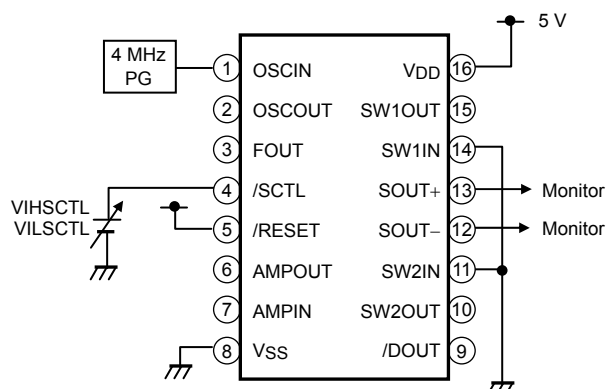 5 V
4 MHz
PG
1 OSCIN VDD 16
2 OSCOUT SW1OUT 15
3 FOUT SW1IN 14
4 /SCTL SOUT+ 13 Monitor
VIHSCTL
VILSCTL
5 /RESET SOUT− 12 Monitor
6 AMPOUT SW2IN 11
7 AMPIN SW2OUT 10
8 VSS /DOUT 9